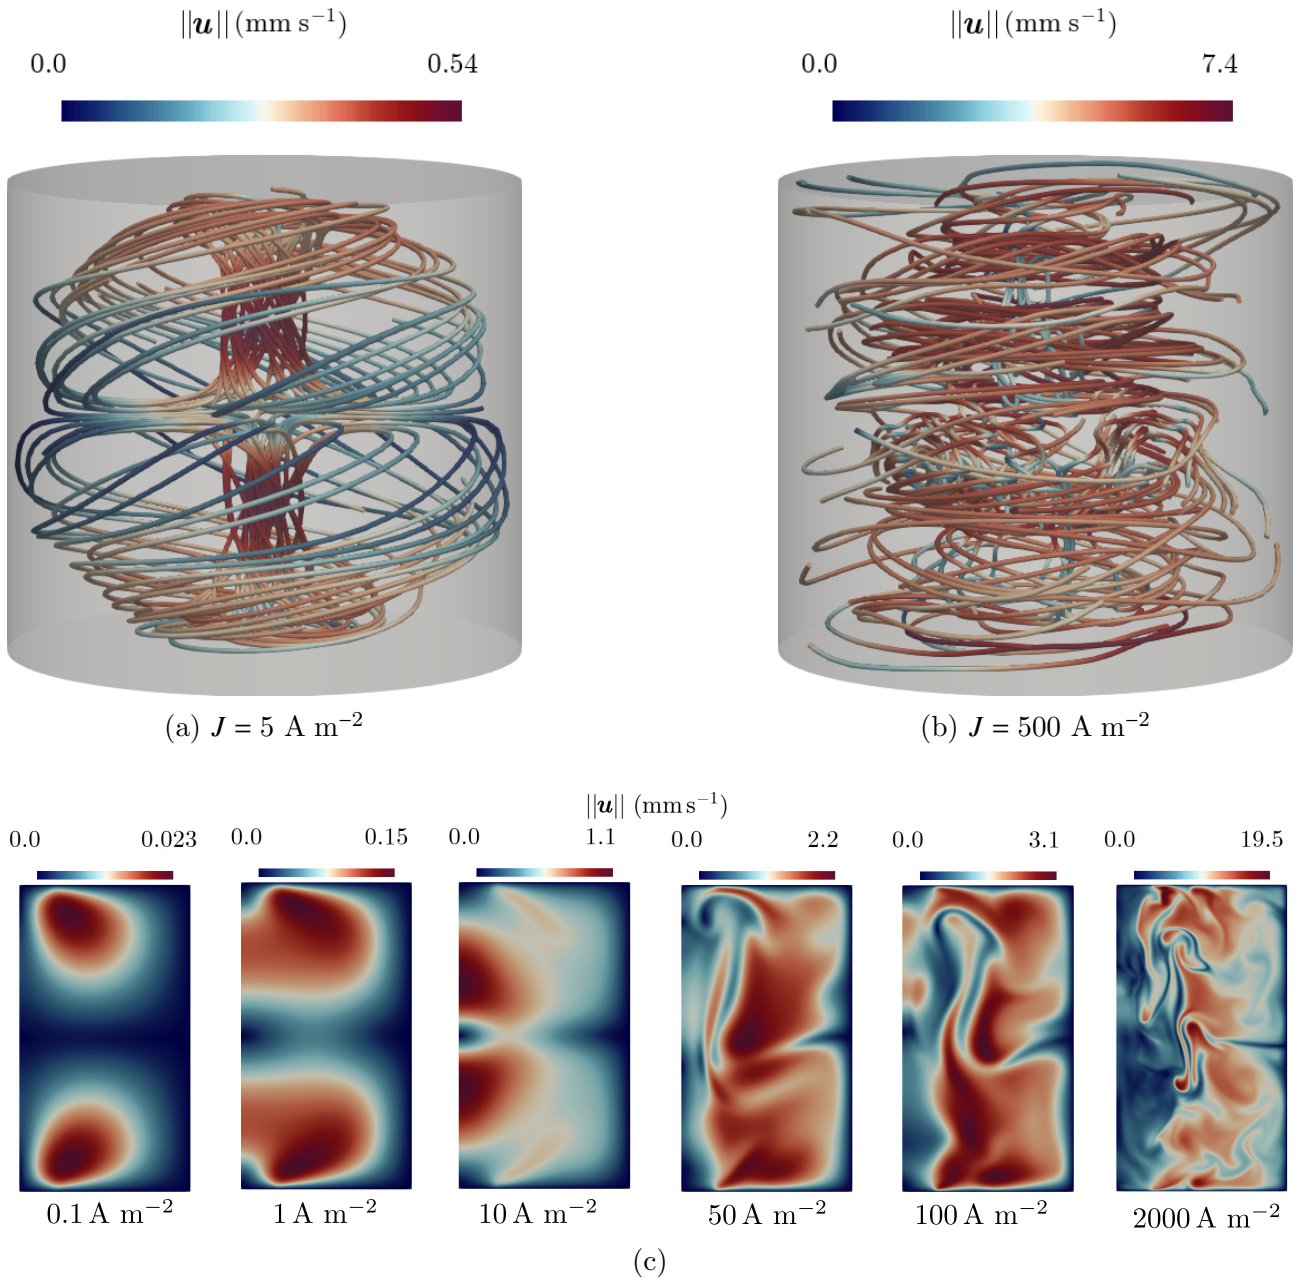 ||u|| (mm s⁻¹) ||u|| (mm s⁻¹)
0.0 0.54 0.0 7.4
(a) J = 5 A m⁻² (b) J = 500 A m⁻²
||u|| (mm s⁻¹)
0.0 0.023 0.0 0.15 0.0 1.1 0.0 2.2 0.0 3.1 0.0 19.5
0.1 A m⁻² 1 A m⁻² 10 A m⁻² 50 A m⁻² 100 A m⁻² 2000 A m⁻²
(c)